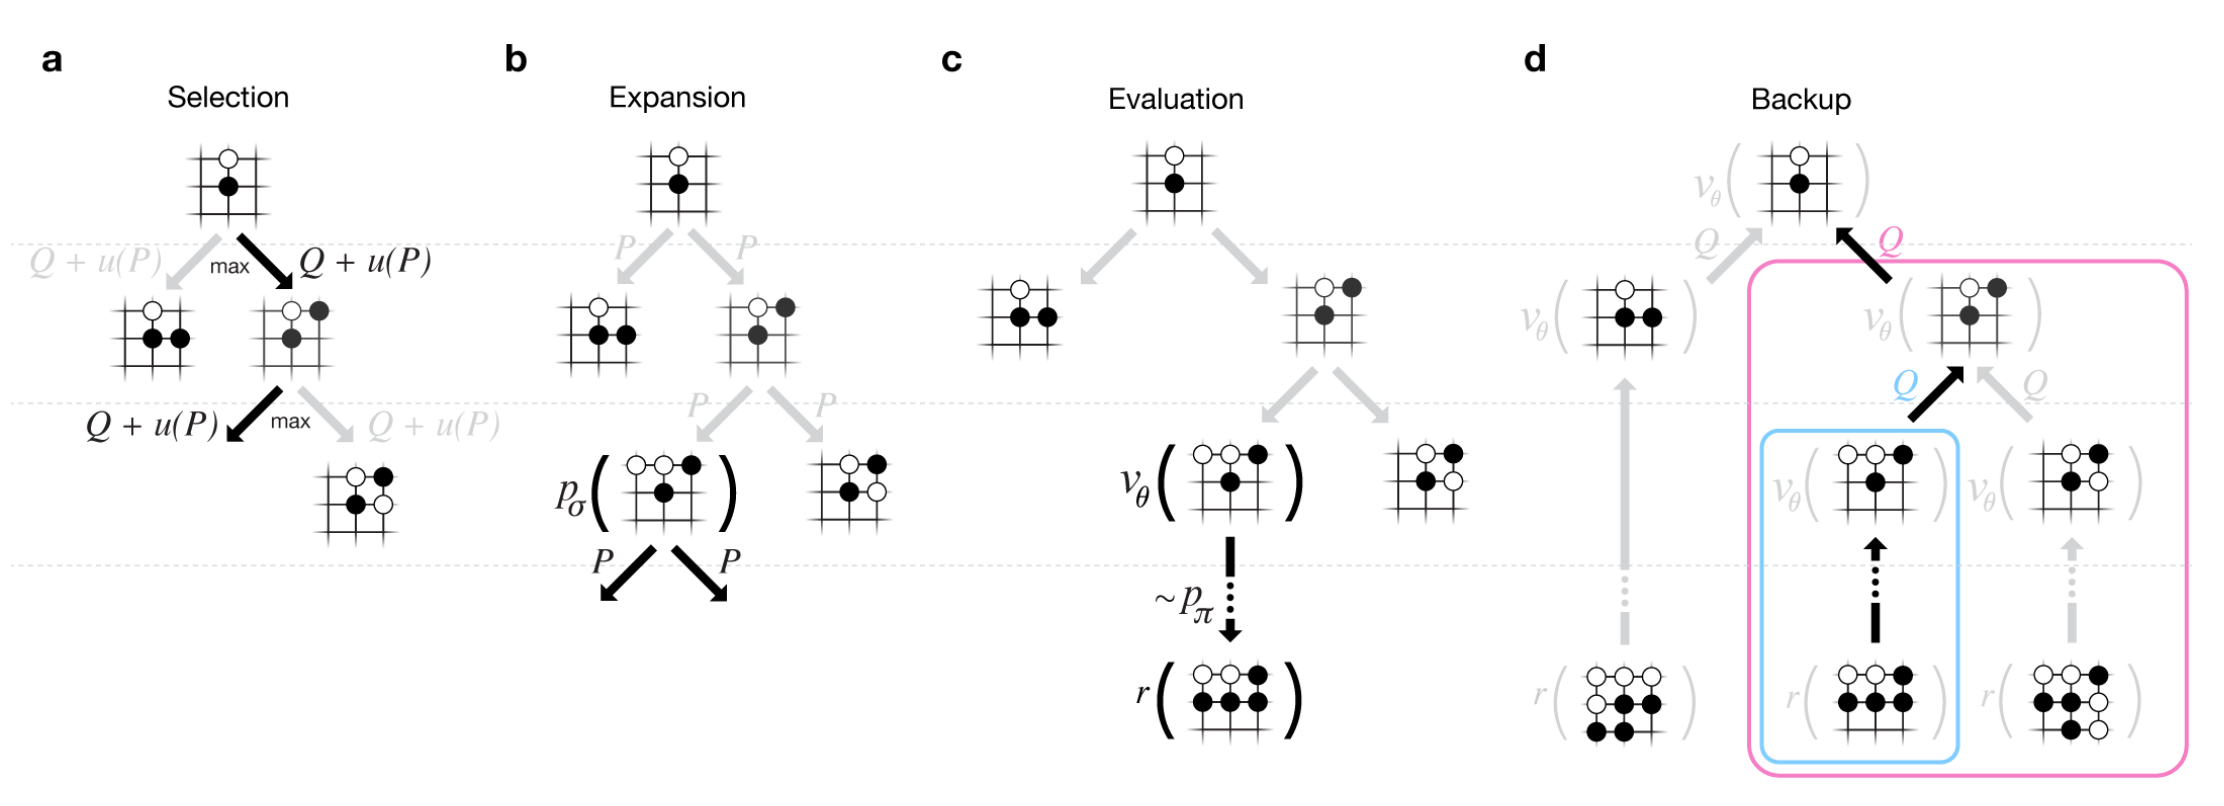 a
Selection
Q + u(P)
max
Q + u(P)
Q + u(P)
max
Q + u(P)
b
Expansion
P
P
P
P
pσ( )
P
P
c
Evaluation
vθ( )
~pπ
r( )
d
Backup
vθ( )
Q
Q
vθ( )
vθ( )
Q
Q
vθ( )
vθ( )
r( )
r( )
r( )